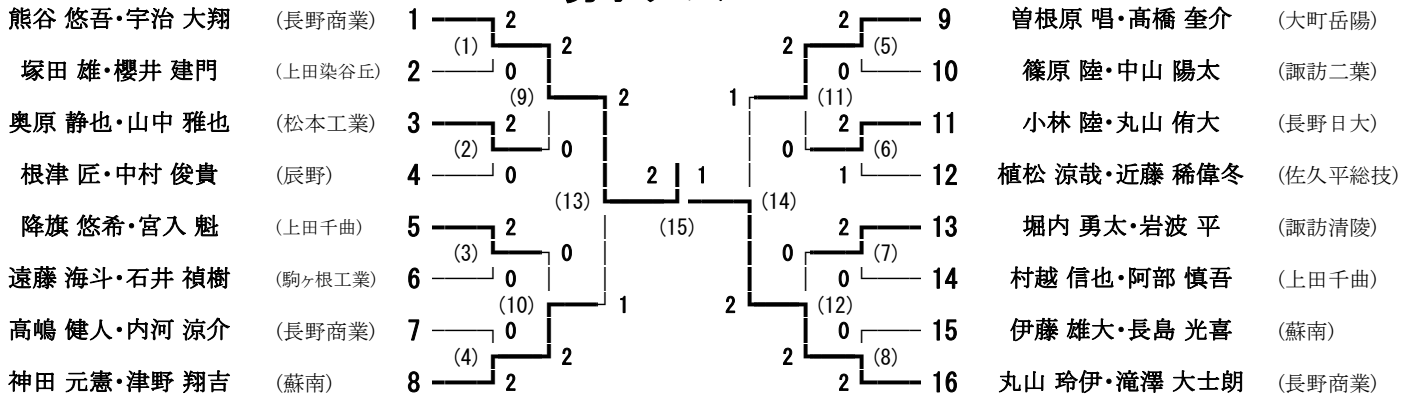 熊谷 悠吾・宇治 大翔 (長野商業) 1 2 2 9 曽根原 唱・髙橋 奎介 (大町岳陽)
(1) 2 2 (5)
塚田 雄・櫻井 建門 (上田染谷丘) 2 0 0 10 篠原 陸・中山 陽太 (諏訪二葉)
(9) 2 1 (11)
奥原 静也・山中 雅也 (松本工業) 3 2 2 11 小林 陸・丸山 侑大 (長野日大)
(2) 0 0 (6)
根津 匠・中村 俊貴 (辰野) 4 0 2 1 1 12 植松 涼哉・近藤 稀偉冬 (佐久平総技)
(13) (14)
降旗 悠希・宮入 魁 (上田千曲) 5 2 (15) 2 13 堀内 勇太・岩波 平 (諏訪清陵)
(3) 0 0 (7)
遠藤 海斗・石井 禎樹 (駒ヶ根工業) 6 0 0 14 村越 信也・阿部 慎吾 (上田千曲)
(10) 1 2 (12)
高嶋 健人・内河 涼介 (長野商業) 7 0 0 15 伊藤 雄大・長島 光喜 (蘇南)
(4) 2 2 (8)
神田 元憲・津野 翔吉 (蘇南) 8 2 2 16 丸山 玲伊・滝澤 大士朗 (長野商業)